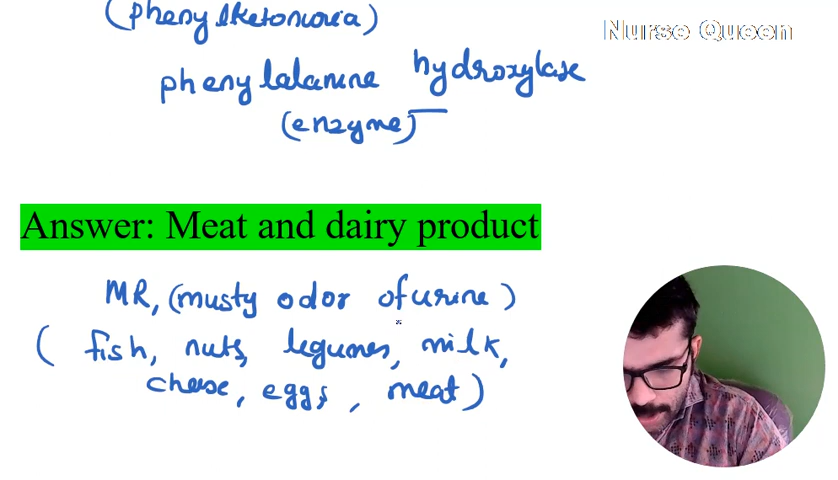 (phenylketonuria)
Nurse Queen
phenylalanine hydroxylase
(enzyme)
Answer: Meat and dairy product
MR, (musty odor of urine)
( fish, nuts, legumes, milk,
cheese, eggs, meat)